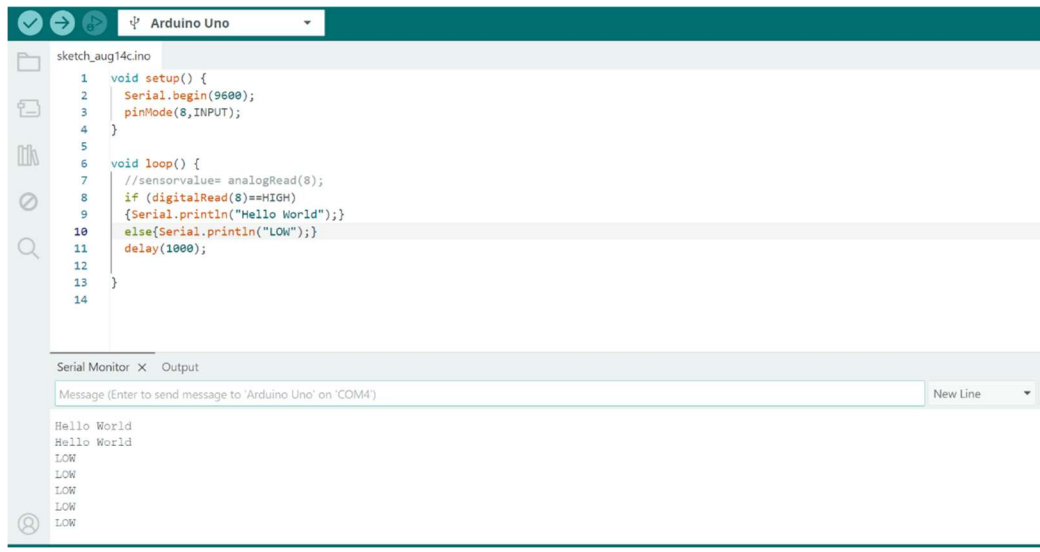 Arduino Uno
sketch_aug14c.ino
1 void setup() {
2 Serial.begin(9600);
3 pinMode(8,INPUT);
4 }
5
6 void loop() {
7 //sensorvalue= analogRead(8);
8 if (digitalRead(8)==HIGH)
9 {Serial.println("Hello World");}
10 else{Serial.println("LOW");}
11 delay(1000);
12
13 }
14
Serial Monitor × Output
Message (Enter to send message to 'Arduino Uno' on 'COM4') New Line
Hello World
Hello World
LOW
LOW
LOW
LOW
LOW